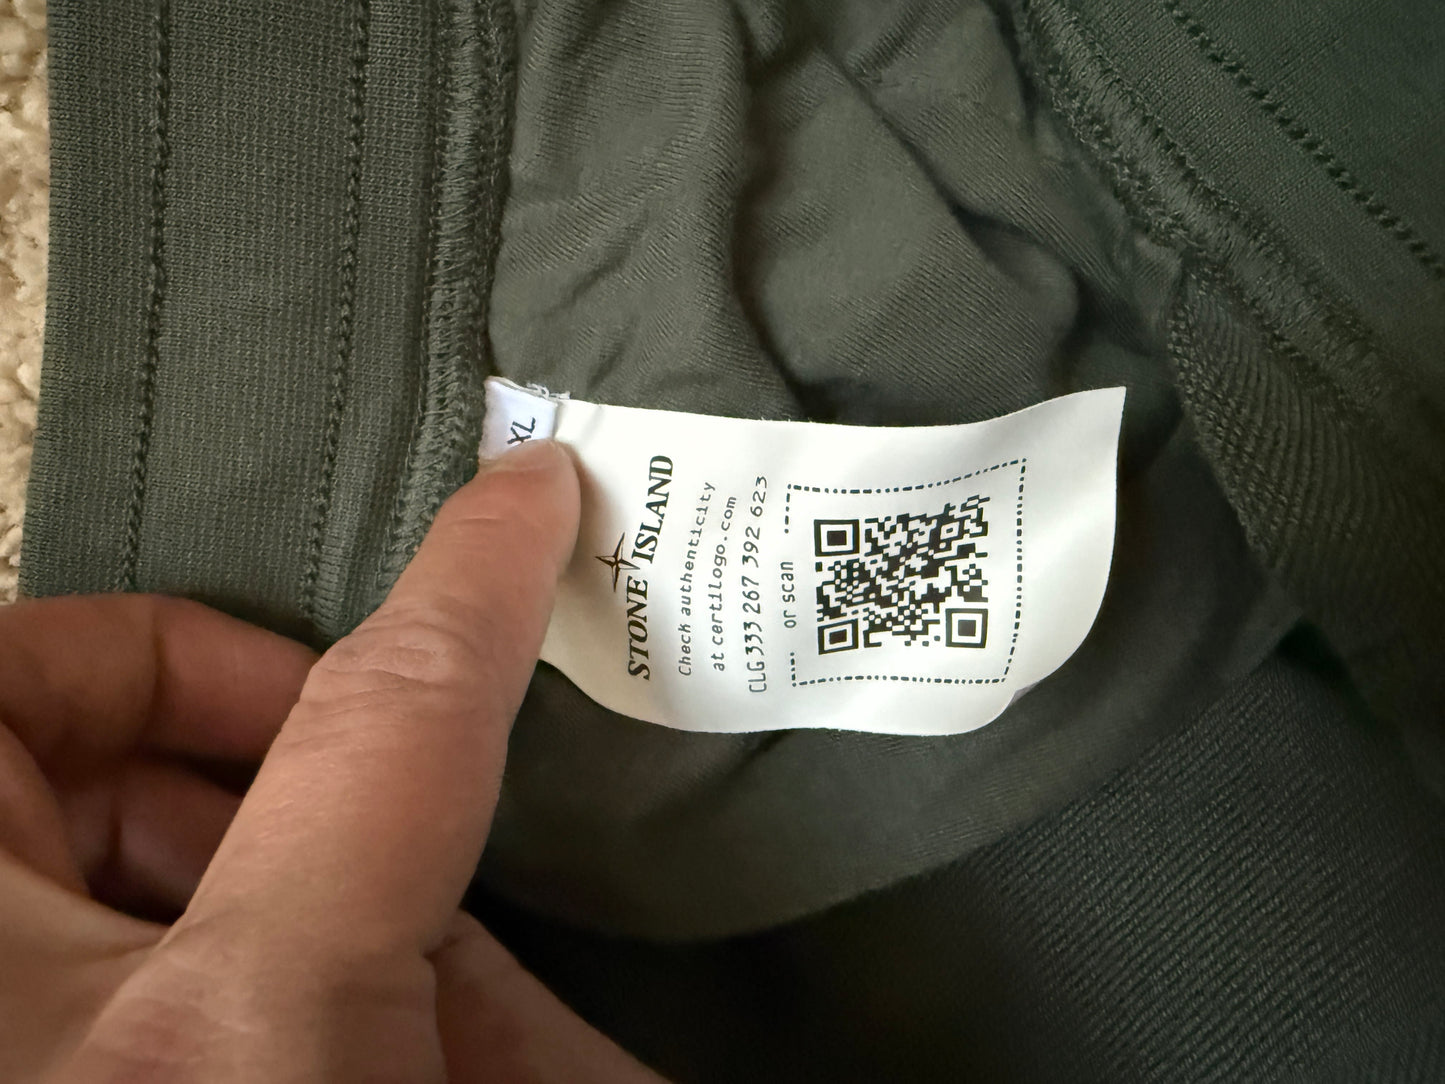 XL
STONE ISLAND
Check authenticity
at certilogo.com
CLG 333 267 392 623
or scan